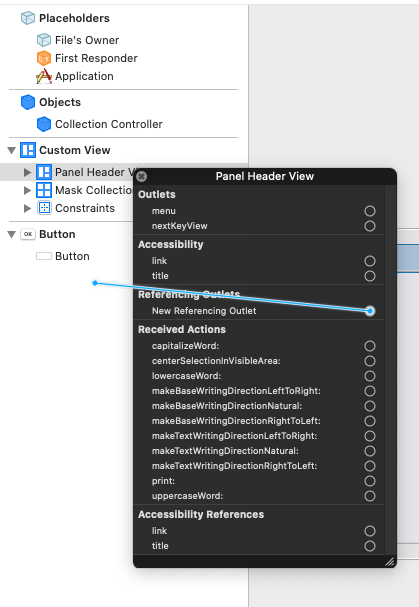 Placeholders
File's Owner
First Responder
Application
Objects
Collection Controller
Custom View
Panel Header Vi
Mask Collectio
Constraints
OK Button
Button
Panel Header View
Outlets
menu
nextKeyView
Accessibility
link
title
Referencing Outlets
New Referencing Outlet
Received Actions
capitalizeWord:
centerSelectionInVisibleArea:
lowercaseWord:
makeBaseWritingDirectionLeftToRight:
makeBaseWritingDirectionNatural:
makeBaseWritingDirectionRightToLeft:
makeTextWritingDirectionLeftToRight:
makeTextWritingDirectionNatural:
makeTextWritingDirectionRightToLeft:
print:
uppercaseWord:
Accessibility References
link
title